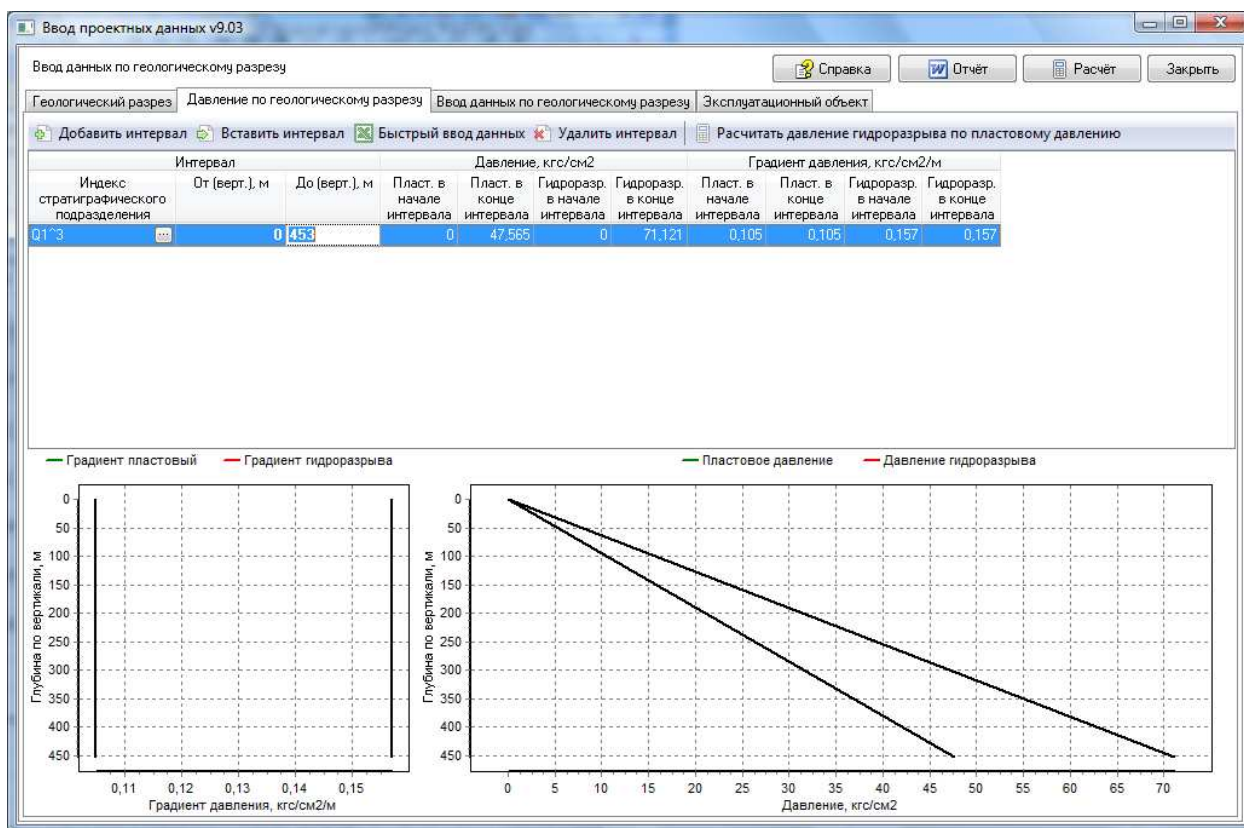 Ввод проектных данных v9.03
Ввод данных по геологическому разрезу
Справка Отчёт Расчёт Закрыть
Геологический разрез Давление по геологическому разрезу Ввод данных по геологическому разрезу Эксплуатационный объект
Добавить интервал Вставить интервал Быстрый ввод данных Удалить интервал Расчитать давление гидроразрыва по пластовому давлению
Интервал Давление, кгс/см2 Градиент давления, кгс/см2/м
Индекс От (верт.), м До (верт.), м Пласт. в Пласт. в Гидроразр. Гидроразр. Пласт. в Пласт. в Гидроразр. Гидроразр.
стратиграфического начале конце в начале в конце начале конце в начале в конце
подразделения интервала интервала интервала интервала интервала интервала интервала интервала
Q1^3 ... 0 453 0 47,565 0 71,121 0,105 0,105 0,157 0,157
Градиент пластовый Градиент гидроразрыва Пластовое давление Давление гидроразрыва
Глубина по вертикали, м
0
50
100
150
200
250
300
350
400
450
0,11 0,12 0,13 0,14 0,15
Градиент давления, кгс/см2/м
Глубина по вертикали, м
0
50
100
150
200
250
300
350
400
450
0 5 10 15 20 25 30 35 40 45 50 55 60 65 70
Давление, кгс/см2